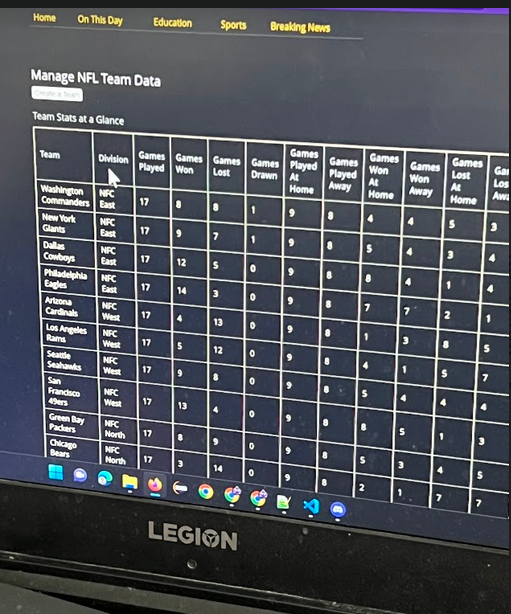 Home On This Day Education Sports Breaking News
Manage NFL Team Data
Create a Team
Team Stats at a Glance
Team Division Games Played Games Won Games Lost Games Drawn Games Played At Home Games Played Away Games Won At Home Games Won Away Games Lost At Home
Washington Commanders NFC East 17 8 8 1 9 8 4 4 5 3
New York Giants NFC East 17 9 7 1 9 8 5 4 3 4
Dallas Cowboys NFC East 17 12 5 0 9 8 8 4 1 4
Philadelphia Eagles NFC East 17 14 3 0 9 8 7 7 2 1
Arizona Cardinals NFC West 17 4 13 0 9 8 1 3 8 5
Los Angeles Rams NFC West 17 5 12 0 9 8 4 1 5 7
Seattle Seahawks NFC West 17 9 8 0 9 8 5 4 4 4
San Francisco 49ers NFC West 17 13 4 0 9 8 8 5 1 3
Green Bay Packers NFC North 17 8 9 0 9 8 5 3 4 5
Chicago Bears NFC North 17 3 14 0 9 8 2 1 7 7
LEGION